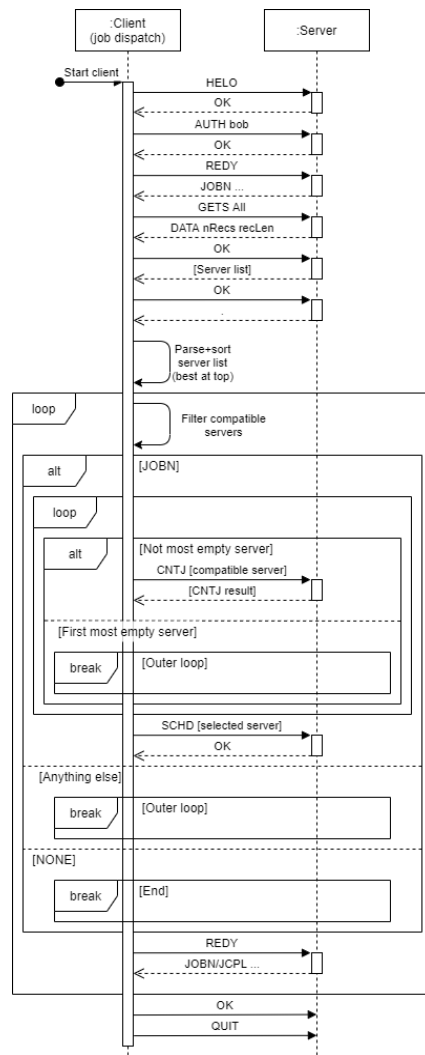 :Client
(job dispatch)
:Server
Start client
HELO
OK
AUTH bob
OK
REDY
JOBN ...
GETS All
DATA nRecs recLen
OK
[Server list]
OK
.
Parse+sort
server list
(best at top)
loop
Filter compatible
servers
alt
[JOBN]
loop
alt
[Not most empty server]
CNTJ [compatible server]
[CNTJ result]
[First most empty server]
break
[Outer loop]
SCHD [selected server]
OK
[Anything else]
break
[Outer loop]
[NONE]
break
[End]
REDY
JOBN/JCPL ...
OK
QUIT